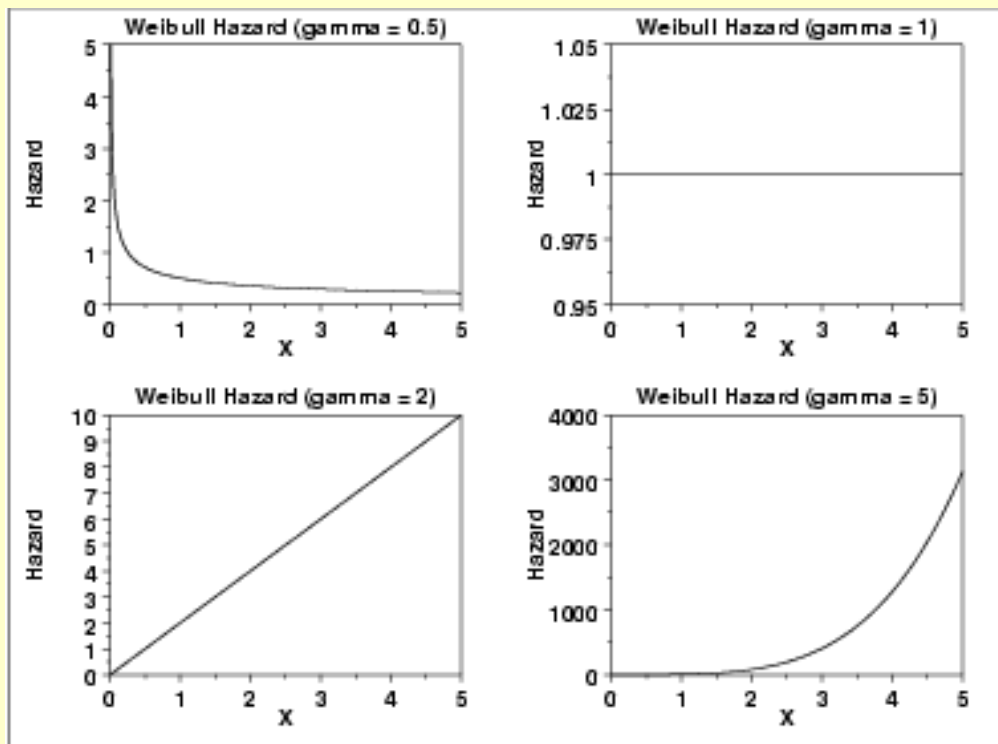 Weibull Hazard (gamma = 0.5)
5
4
3
2
1
0
Hazard
0 1 2 3 4 5
X
Weibull Hazard (gamma = 1)
1.05
1.025
1
0.975
0.95
Hazard
0 1 2 3 4 5
X
Weibull Hazard (gamma = 2)
10
9
8
7
6
5
4
3
2
1
0
Hazard
0 1 2 3 4 5
X
Weibull Hazard (gamma = 5)
4000
3000
2000
1000
0
Hazard
0 1 2 3 4 5
X